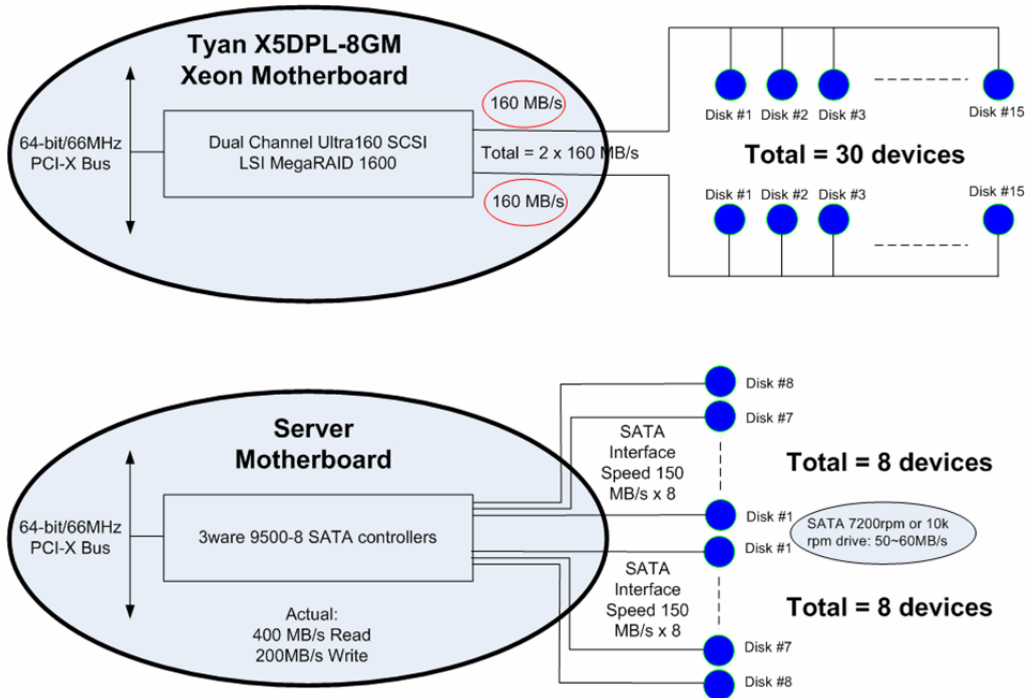 Tyan X5DPL-8GM
Xeon Motherboard
64-bit/66MHz
PCI-X Bus
Dual Channel Ultra160 SCSI
LSI MegaRAID 1600
160 MB/s
Total = 2 x 160 MB/s
160 MB/s
Disk #1 Disk #2 Disk #3 Disk #15
Total = 30 devices
Disk #1 Disk #2 Disk #3 Disk #15
Server
Motherboard
64-bit/66MHz
PCI-X Bus
3ware 9500-8 SATA controllers
Actual:
400 MB/s Read
200MB/s Write
Disk #8
Disk #7
SATA
Interface
Speed 150
MB/s x 8
Total = 8 devices
Disk #1
SATA 7200rpm or 10k
rpm drive: 50~60MB/s
Disk #1
SATA
Interface
Speed 150
MB/s x 8
Total = 8 devices
Disk #7
Disk #8